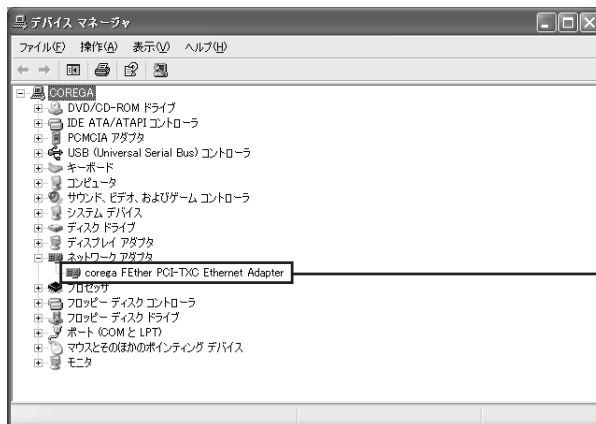 デバイス マネージャ
ファイル(F) 操作(A) 表示(V) ヘルプ(H)
COREGA
DVD/CD-ROM ドライブ
IDE ATA/ATAPI コントローラ
PCMCIA アダプタ
USB (Universal Serial Bus) コントローラ
キーボード
コンピュータ
サウンド、ビデオ、およびゲーム コントローラ
システム デバイス
ディスク ドライブ
ディスプレイ アダプタ
ネットワーク アダプタ
corega FEther PCI-TXC Ethernet Adapter
プロセッサ
フロッピー ディスク コントローラ
フロッピー ディスク ドライブ
ポート (COM と LPT)
マウスとそのほかのポインティング デバイス
モニタ